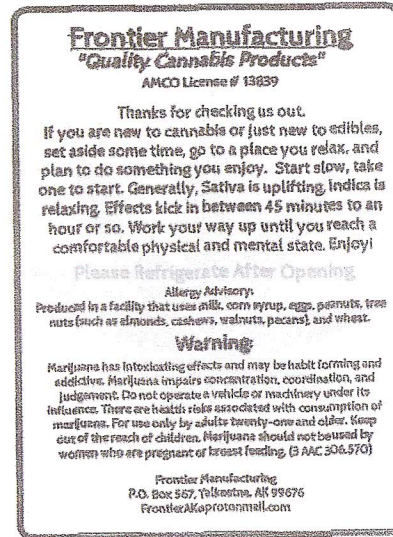 Frontier Manufacturing
"Quality Cannabis Products"
AMCO License # 13839
Thanks for checking us out.
If you are new to cannabis or just new to edibles,
set aside some time, go to a place you relax, and
plan to do something you enjoy. Start slow, take
one to start. Generally, Sativa is uplifting, Indica is
relaxing. Effects kick in between 45 minutes to an
hour or so. Work your way up until you reach a
comfortable physical and mental state. Enjoy!
Please Refrigerate After Opening
Allergy Advisory:
Produced in a facility that uses milk, corn syrup, eggs, peanuts, tree
nuts (such as almonds, cashews, walnuts, pecans), and wheat.
Warning:
Marijuana has intoxicating effects and may be habit forming and
addictive. Marijuana impairs concentration, coordination, and
judgement. Do not operate a vehicle or machinery under its
influence. There are health risks associated with consumption of
marijuana. For use only by adults twenty-one and older. Keep
out of the reach of children. Marijuana should not beused by
women who are pregnant or breast feeding. (3 AAC 306.570)
Frontier Manufacturing
P.O. Box 567, Talkeetna, AK 99676
FrontierAK@protonmail.com